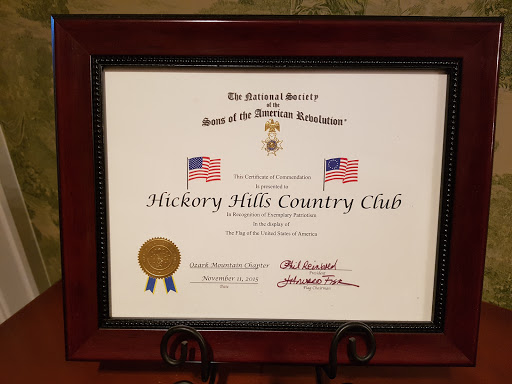 The National Society
of the
Sons of the American Revolution®
This Certificate of Commendation
Is presented to
Hickory Hills Country Club
In Recognition of Exemplary Patriotism
In the display of
The Flag of the United States of America
Ozark Mountain Chapter
President
November 11, 2015
Date
Flag Chairman